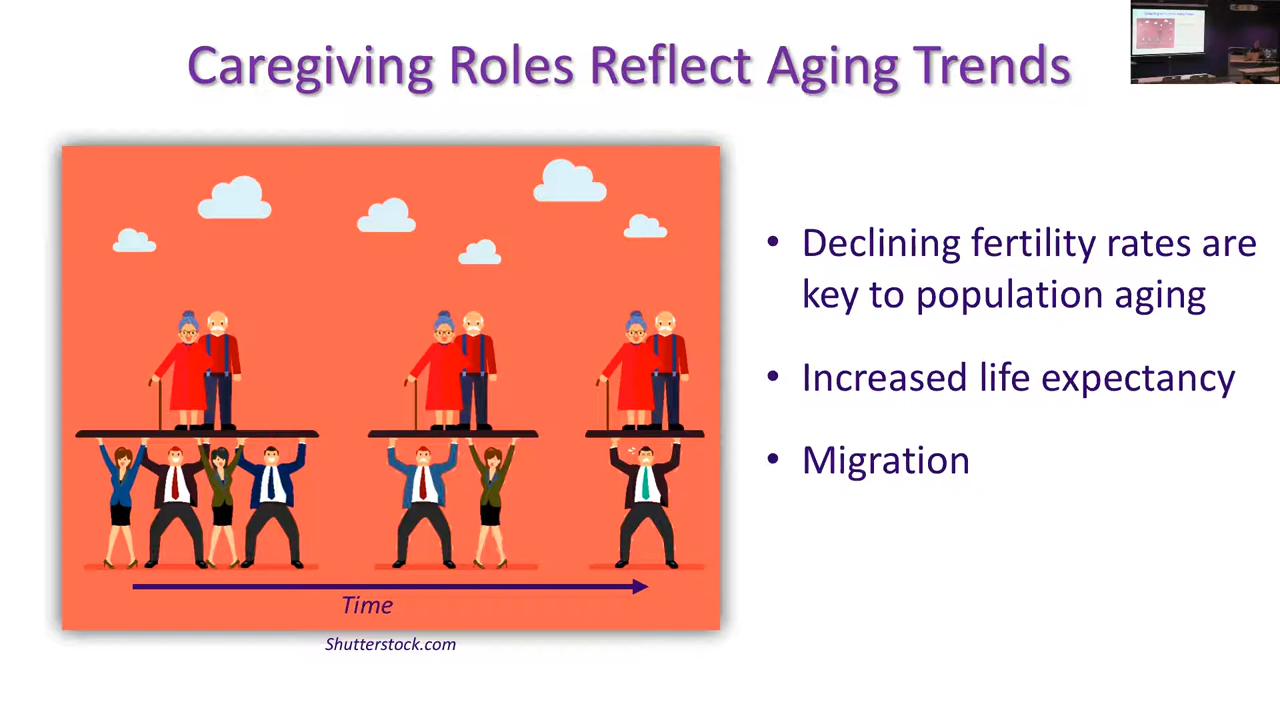 Caregiving Roles Reflect Aging Trends
• Declining fertility rates are
key to population aging
• Increased life expectancy
• Migration
Time
Shutterstock.com